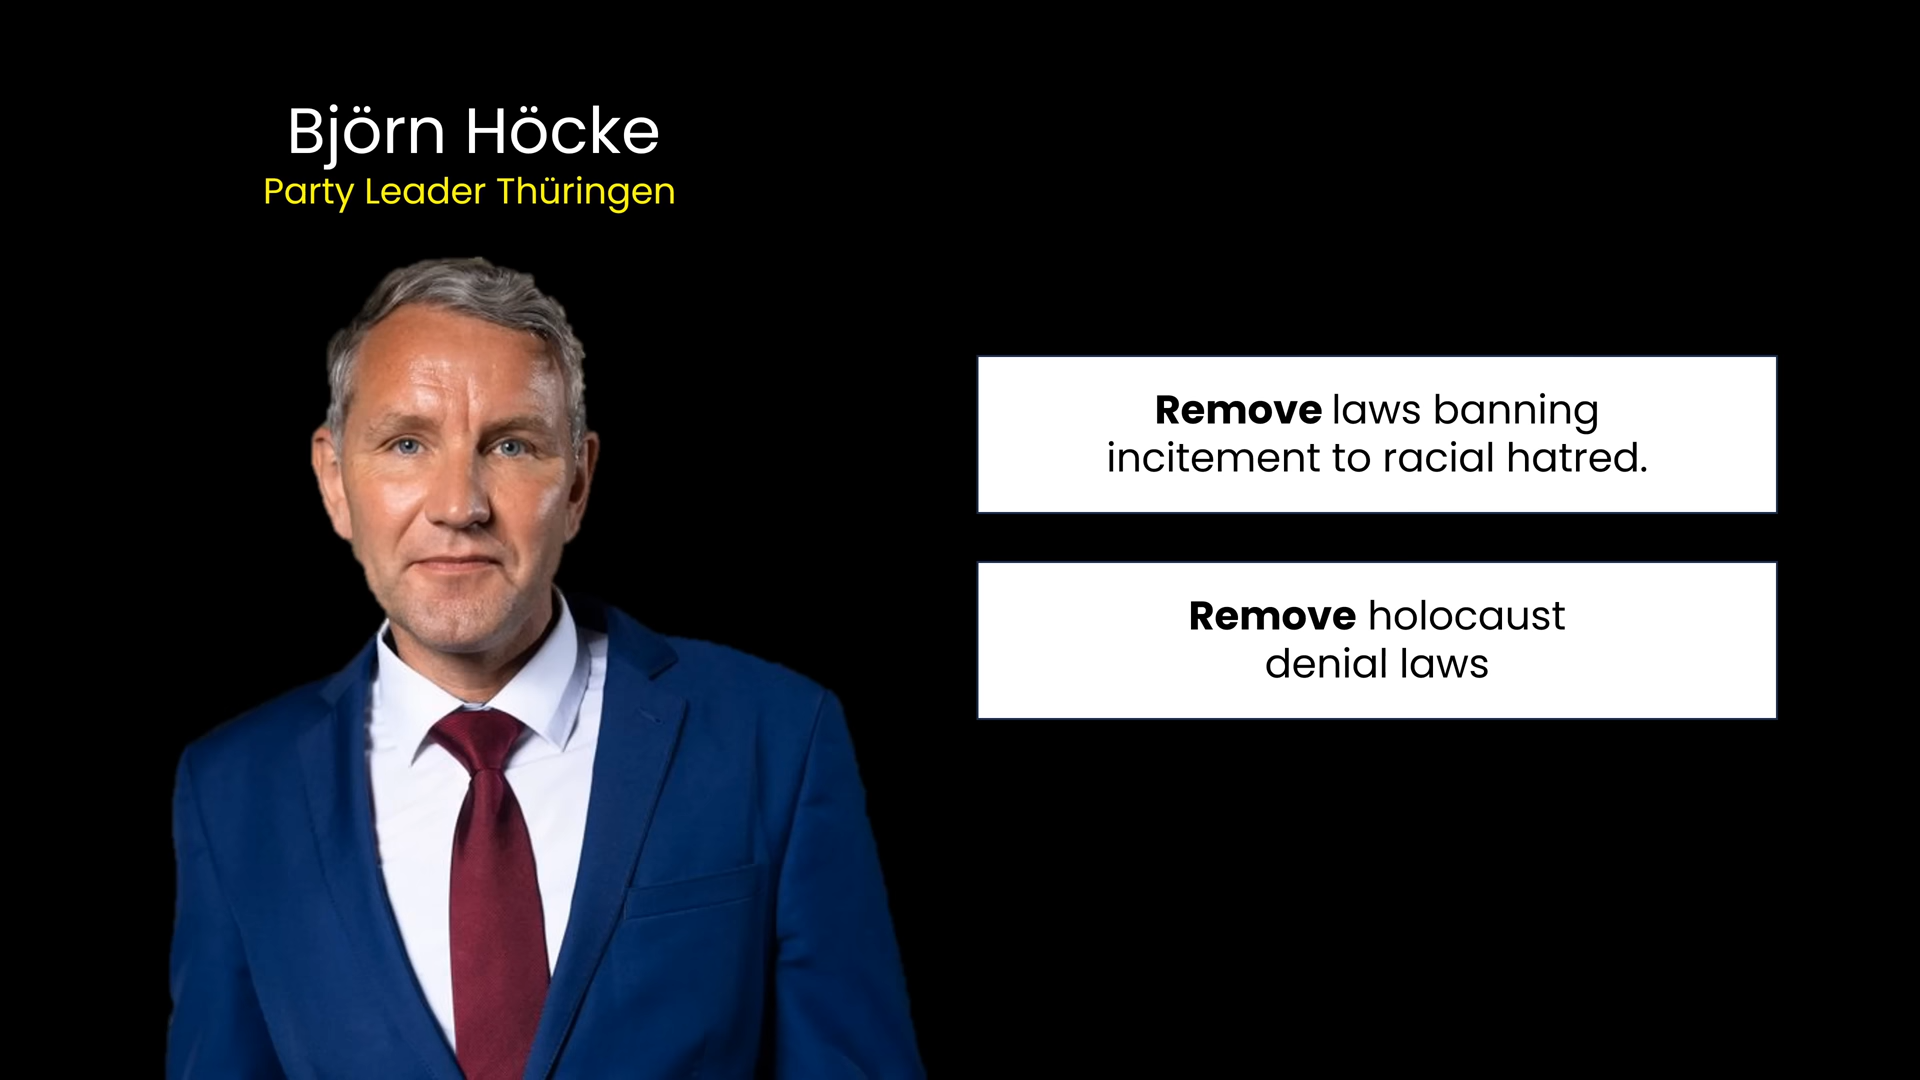 Björn Höcke
Party Leader Thüringen
Remove laws banning
incitement to racial hatred.
Remove holocaust
denial laws